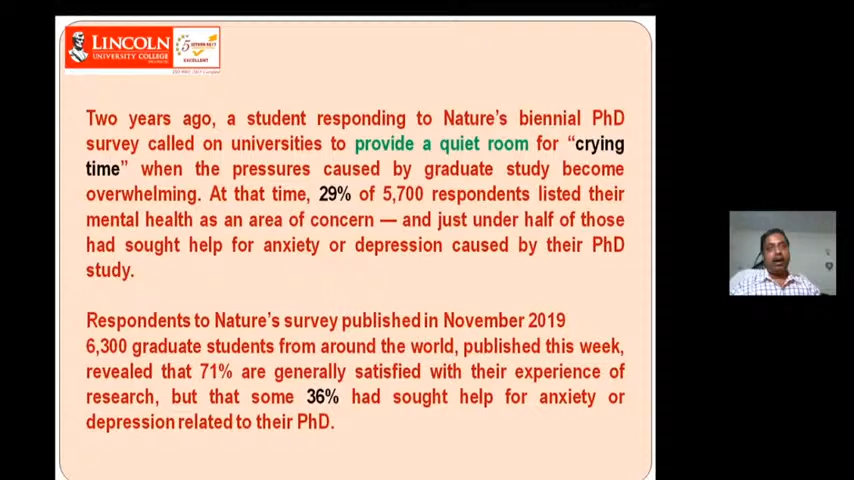 LINCOLN
UNIVERSITY COLLEGE
5
EXCELLENT
Two years ago, a student responding to Nature's biennial PhD
survey called on universities to provide a quiet room for “crying
time” when the pressures caused by graduate study become
overwhelming. At that time, 29% of 5,700 respondents listed their
mental health as an area of concern — and just under half of those
had sought help for anxiety or depression caused by their PhD
study.
Respondents to Nature's survey published in November 2019
6,300 graduate students from around the world, published this week,
revealed that 71% are generally satisfied with their experience of
research, but that some 36% had sought help for anxiety or
depression related to their PhD.